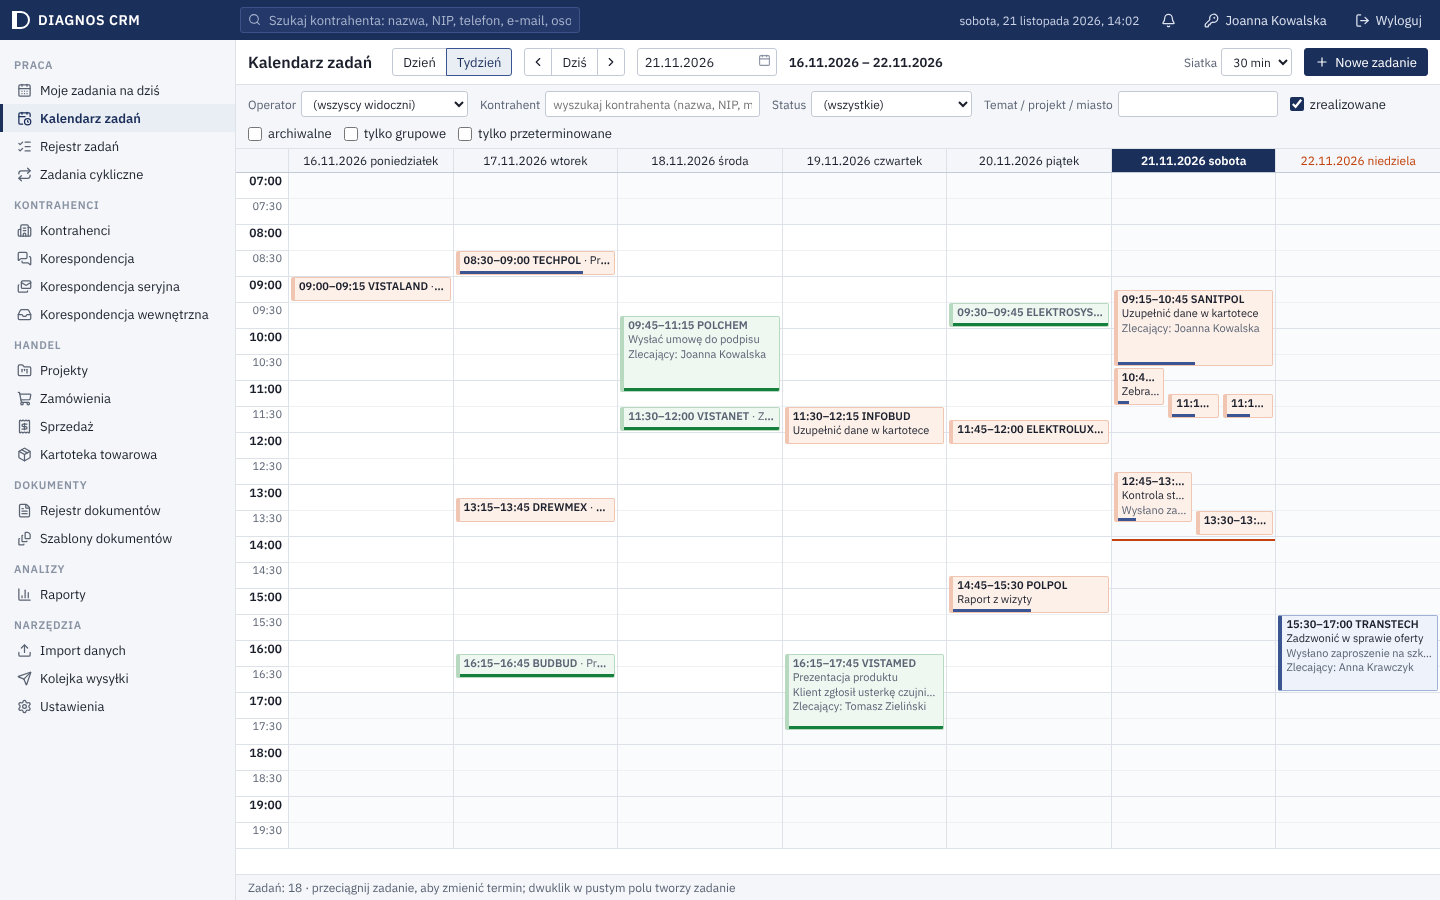 DIAGNOS CRM
Szukaj kontrahenta: nazwa, NIP, telefon, e-mail, oso
sobota, 21 listopada 2026, 14:02
Joanna Kowalska
Wyloguj
PRACA
Moje zadania na dziś
Kalendarz zadań
Rejestr zadań
Zadania cykliczne
KONTRAHENCI
Kontrahenci
Korespondencja
Korespondencja seryjna
Korespondencja wewnętrzna
HANDEL
Projekty
Zamówienia
Sprzedaż
Kartoteka towarowa
DOKUMENTY
Rejestr dokumentów
Szablony dokumentów
ANALIZY
Raporty
NARZĘDZIA
Import danych
Kolejka wysyłki
Ustawienia
Kalendarz zadań
Dzień
Tydzień
Dziś
21.11.2026
16.11.2026 – 22.11.2026
Siatka
30 min
Nowe zadanie
Operator
(wszyscy widoczni)
Kontrahent
wyszukaj kontrahenta (nazwa, NIP, m
Status
(wszystkie)
Temat / projekt / miasto
zrealizowane
archiwalne
tylko grupowe
tylko przeterminowane
16.11.2026 poniedziałek
17.11.2026 wtorek
18.11.2026 środa
19.11.2026 czwartek
20.11.2026 piątek
21.11.2026 sobota
22.11.2026 niedziela
07:00
07:30
08:00
08:30
09:00
09:30
10:00
10:30
11:00
11:30
12:00
12:30
13:00
13:30
14:00
14:30
15:00
15:30
16:00
16:30
17:00
17:30
18:00
18:30
19:00
19:30
09:00–09:15 VISTALAND ·…
08:30–09:00 TECHPOL · Pr…
13:15–13:45 DREWMEX · …
16:15–16:45 BUDBUD · Pr…
09:45–11:15 POLCHEM
Wysłać umowę do podpisu
Zlecający: Joanna Kowalska
11:30–12:00 VISTANET · Z…
11:30–12:15 INFOBUD
Uzupełnić dane w kartotece
16:15–17:45 VISTAMED
Prezentacja produktu
Klient zgłosił usterkę czujni…
Zlecający: Tomasz Zieliński
09:30–09:45 ELEKTROSYS…
11:45–12:00 ELEKTROLUX…
14:45–15:30 POLPOL
Raport z wizyty
09:15–10:45 SANITPOL
Uzupełnić dane w kartotece
Zlecający: Joanna Kowalska
10:4…
Zebra…
11:1…
11:1…
12:45–13:…
Kontrola st…
Wysłano za…
13:30–13:…
15:30–17:00 TRANSTECH
Zadzwonić w sprawie oferty
Wysłano zaproszenie na szk…
Zlecający: Anna Krawczyk
Zadań: 18 · przeciągnij zadanie, aby zmienić termin; dwuklik w pustym polu tworzy zadanie